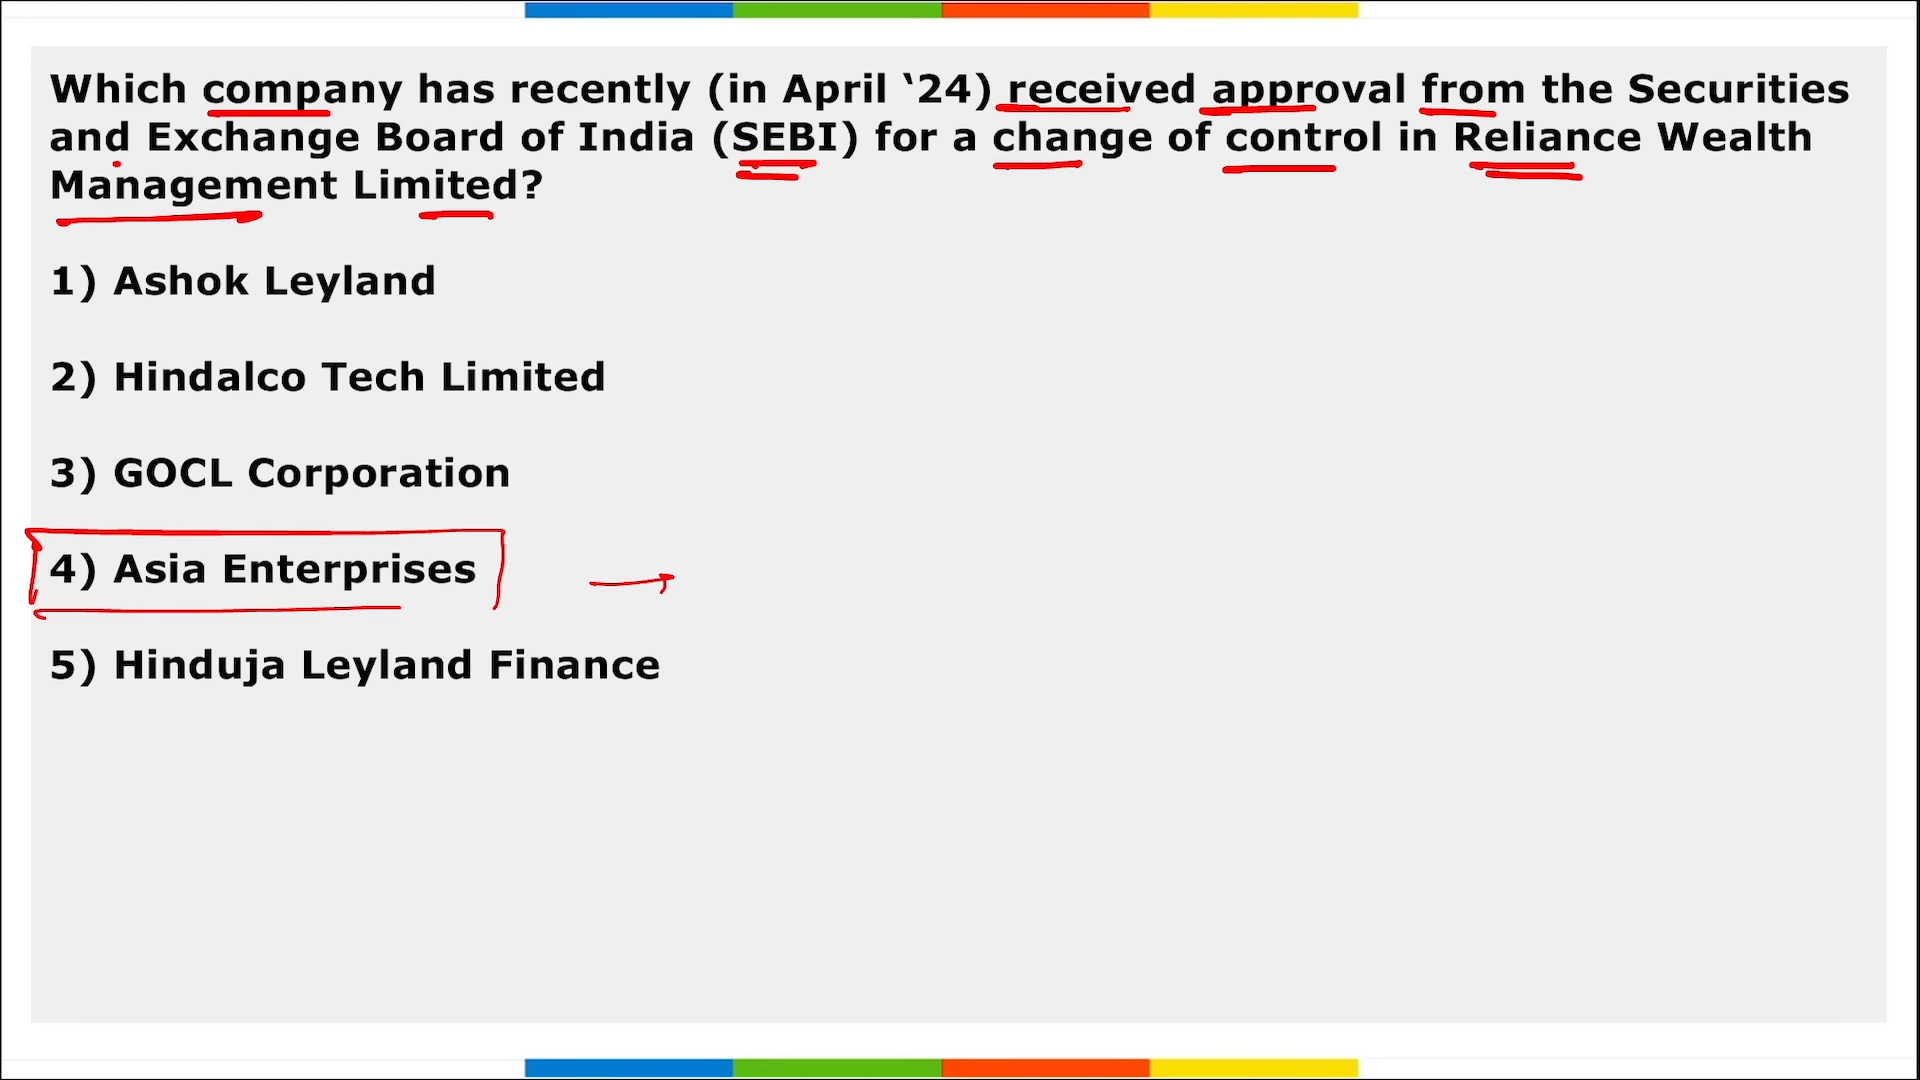 Which company has recently (in April ‘24) received approval from the Securities
and Exchange Board of India (SEBI) for a change of control in Reliance Wealth
Management Limited?
1) Ashok Leyland
2) Hindalco Tech Limited
3) GOCL Corporation
4) Asia Enterprises
5) Hinduja Leyland Finance